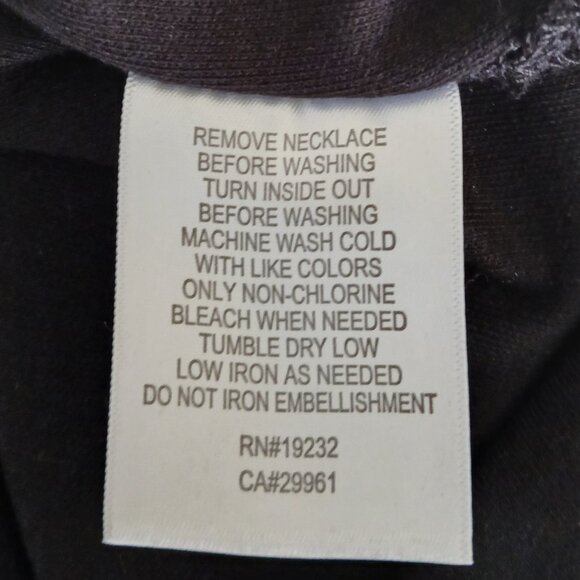 REMOVE NECKLACE
BEFORE WASHING
TURN INSIDE OUT
BEFORE WASHING
MACHINE WASH COLD
WITH LIKE COLORS
ONLY NON-CHLORINE
BLEACH WHEN NEEDED
TUMBLE DRY LOW
LOW IRON AS NEEDED
DO NOT IRON EMBELLISHMENT
RN#19232
CA#29961